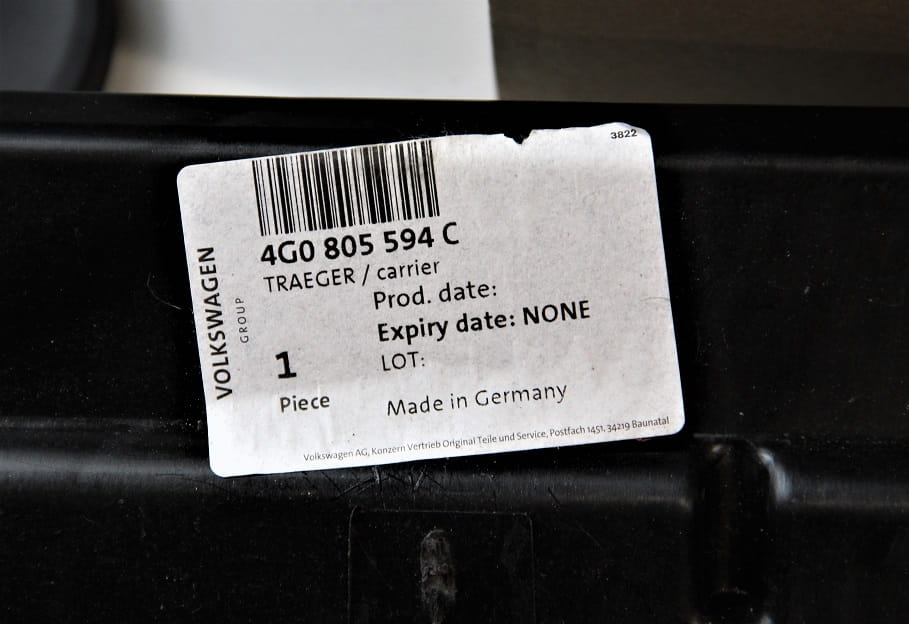 3822
4G0 805 594 C
TRAEGER / carrier
Prod. date:
Expiry date: NONE
LOT:
1
Piece
Made in Germany
VOLKSWAGEN
GROUP
Volkswagen AG, Konzern Vertrieb Original Teile und Service, Postfach 1451, 34219 Baunatal